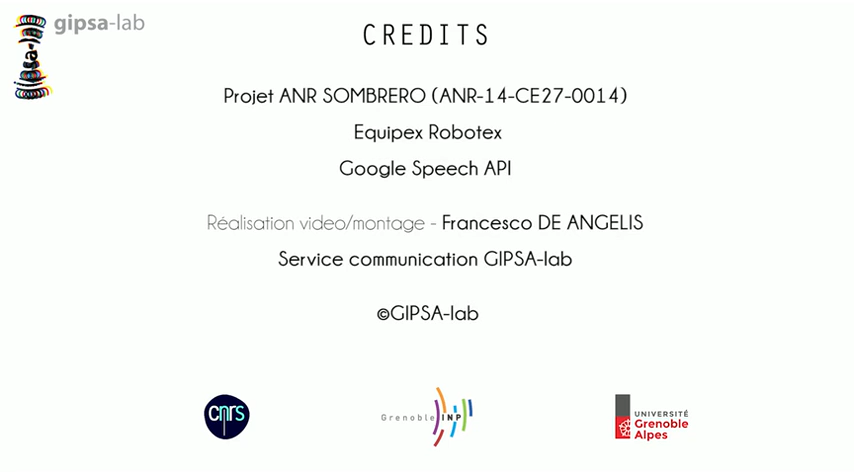 gipsa-lab
CREDITS
Projet ANR SOMBRERO (ANR-14-CE27-0014)
Equipex Robotex
Google Speech API
Réalisation video/montage - Francesco DE ANGELIS
Service communication GIPSA-lab
©GIPSA-lab
cnrs
Grenoble INP
UNIVERSITÉ
Grenoble
Alpes